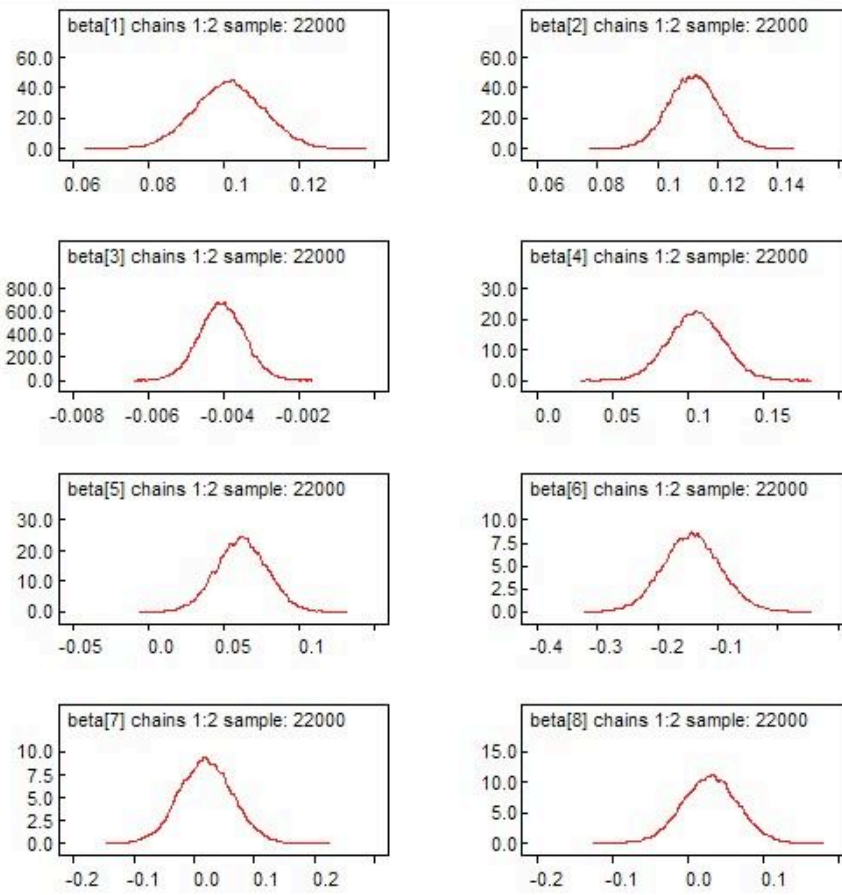 beta[1] chains 1:2 sample: 22000
60.0
40.0
20.0
0.0
0.06 0.08 0.1 0.12
beta[2] chains 1:2 sample: 22000
60.0
40.0
20.0
0.0
0.06 0.08 0.1 0.12 0.14
beta[3] chains 1:2 sample: 22000
800.0
600.0
400.0
200.0
0.0
-0.008 -0.006 -0.004 -0.002
beta[4] chains 1:2 sample: 22000
30.0
20.0
10.0
0.0
0.0 0.05 0.1 0.15
beta[5] chains 1:2 sample: 22000
30.0
20.0
10.0
0.0
-0.05 0.0 0.05 0.1
beta[6] chains 1:2 sample: 22000
10.0
7.5
5.0
2.5
0.0
-0.4 -0.3 -0.2 -0.1
beta[7] chains 1:2 sample: 22000
10.0
7.5
5.0
2.5
0.0
-0.2 -0.1 0.0 0.1 0.2
beta[8] chains 1:2 sample: 22000
15.0
10.0
5.0
0.0
-0.2 -0.1 0.0 0.1